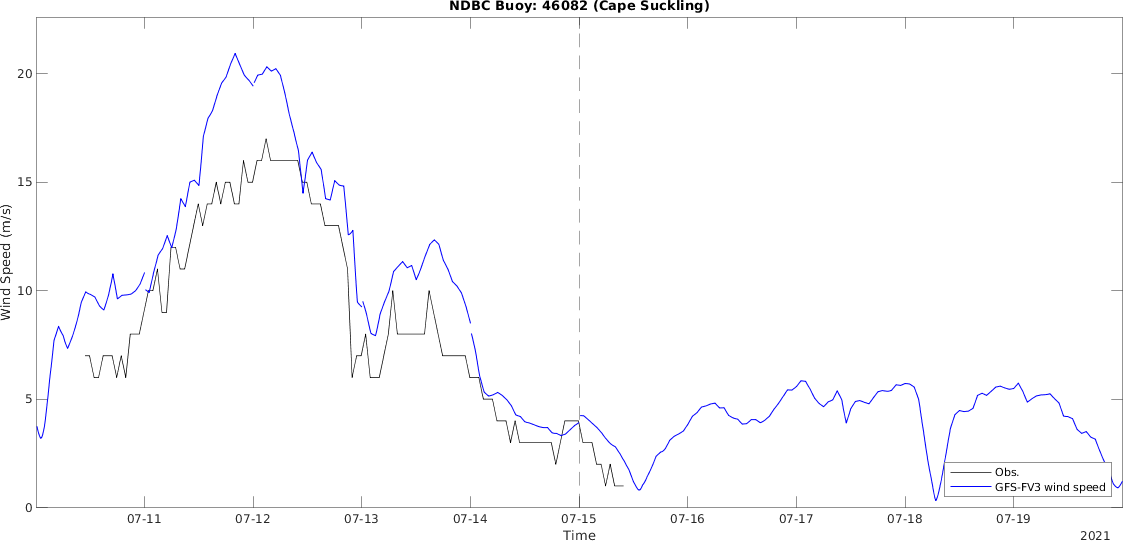 NDBC Buoy: 46082 (Cape Suckling)
Wind Speed (m/s)
20
15
10
5
0
07-11 07-12 07-13 07-14 07-15 07-16 07-17 07-18 07-19
Time
2021
Obs.
GFS-FV3 wind speed